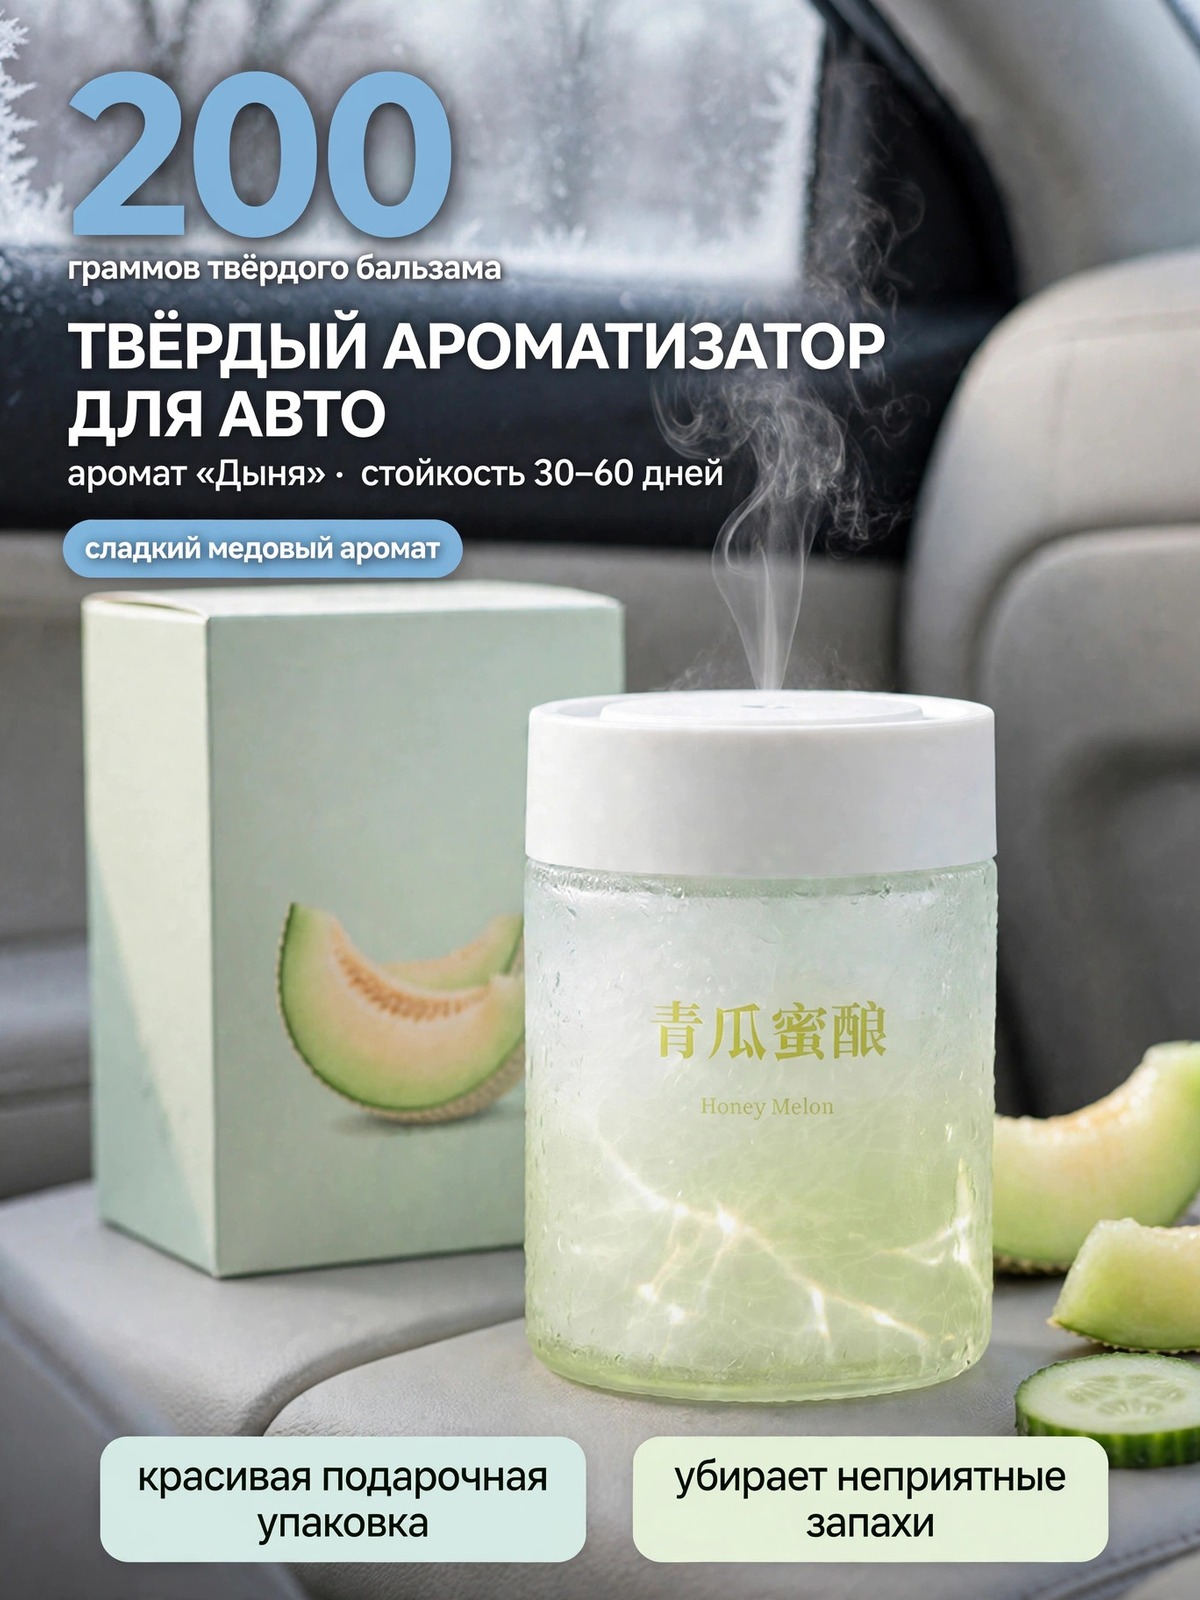 200
граммов твёрдого бальзама
ТВЁРДЫЙ АРОМАТИЗАТОР
ДЛЯ АВТО
аромат «Дыня» · стойкость 30–60 дней
сладкий медовый аромат
青瓜蜜酿
Honey Melon
красивая подарочная
упаковка
убирает неприятные
запахи